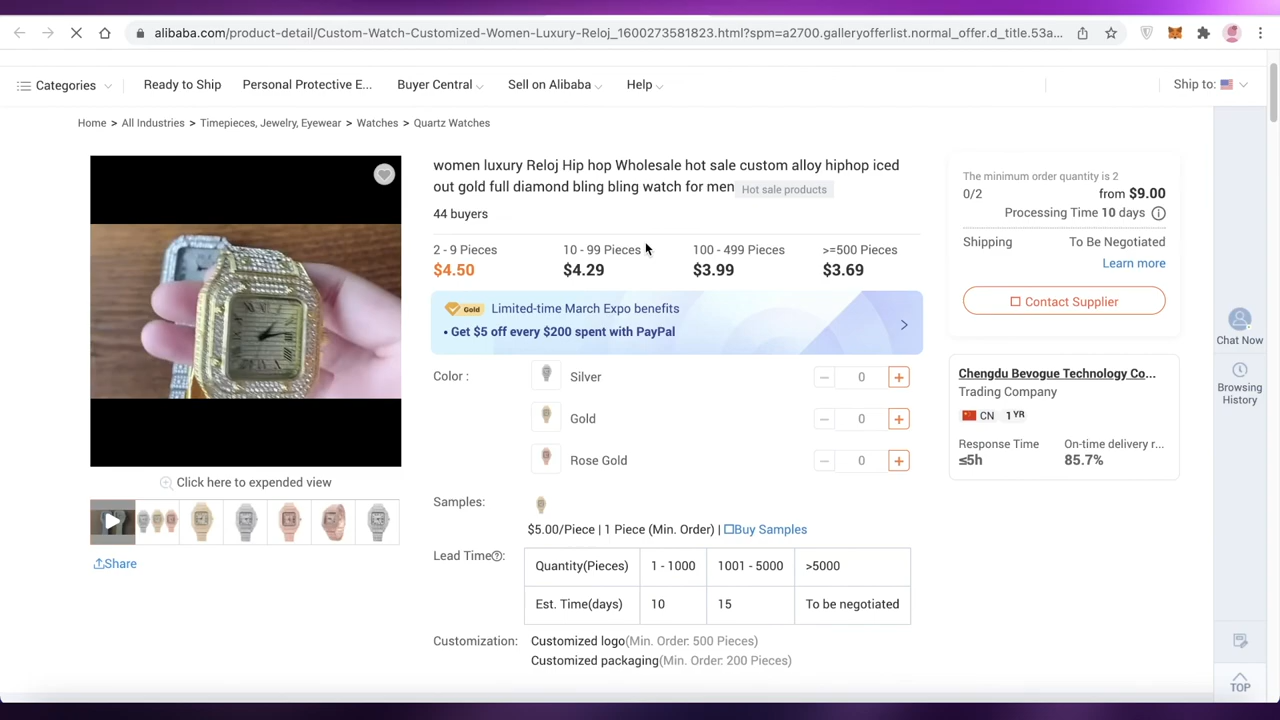 alibaba.com/product-detail/Custom-Watch-Customized-Women-Luxury-Reloj_1600273581823.html?spm=a2700.galleryofferlist.normal_offer.d_title.53a...
Categories
Ready to Ship
Personal Protective E...
Buyer Central
Sell on Alibaba
Help
Ship to:
Home > All Industries > Timepieces, Jewelry, Eyewear > Watches > Quartz Watches
women luxury Reloj Hip hop Wholesale hot sale custom alloy hiphop iced
out gold full diamond bling bling watch for men Hot sale products
44 buyers
2 - 9 Pieces 10 - 99 Pieces 100 - 499 Pieces >=500 Pieces
$4.50 $4.29 $3.99 $3.69
Gold Limited-time March Expo benefits
• Get $5 off every $200 spent with PayPal
Color :
Silver
0
Gold
0
Rose Gold
0
Samples:
$5.00/Piece | 1 Piece (Min. Order) | Buy Samples
Lead Time ? :
Quantity(Pieces) 1 - 1000 1001 - 5000 >5000
Est. Time(days) 10 15 To be negotiated
Customization: Customized logo(Min. Order: 500 Pieces)
Customized packaging(Min. Order: 200 Pieces)
Click here to expended view
Share
The minimum order quantity is 2
0/2 from $9.00
Processing Time 10 days
Shipping To Be Negotiated
Learn more
Contact Supplier
Chengdu Bevogue Technology Co...
Trading Company
CN 1 YR
Response Time On-time delivery r...
≤5h 85.7%
Chat Now
Browsing
History
TOP